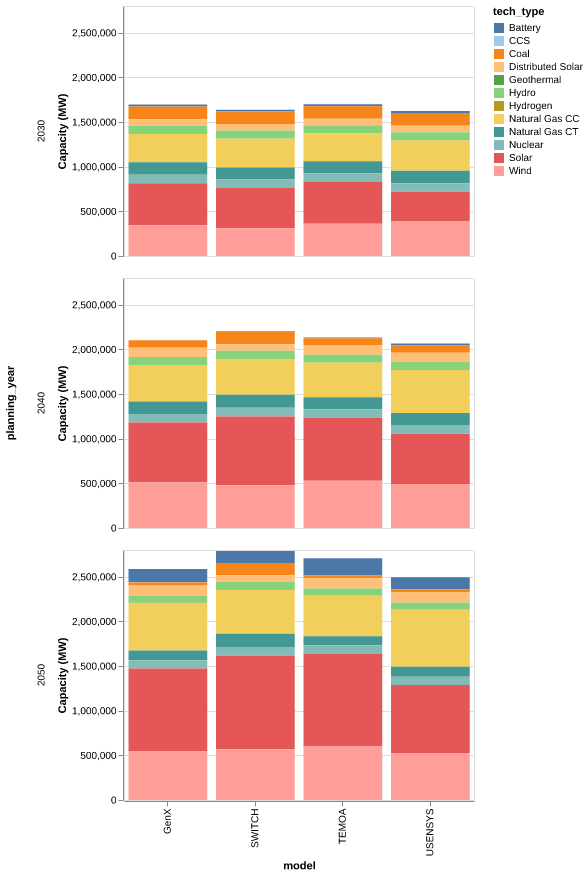 tech_type
Battery
CCS
Coal
Distributed Solar
Geothermal
Hydro
Hydrogen
Natural Gas CC
Natural Gas CT
Nuclear
Solar
Wind
planning_year
2030
Capacity (MW)
2,500,000
2,000,000
1,500,000
1,000,000
500,000
0
2040
Capacity (MW)
2,500,000
2,000,000
1,500,000
1,000,000
500,000
0
2050
Capacity (MW)
2,500,000
2,000,000
1,500,000
1,000,000
500,000
0
GenX
SWITCH
TEMOA
USENSYS
model